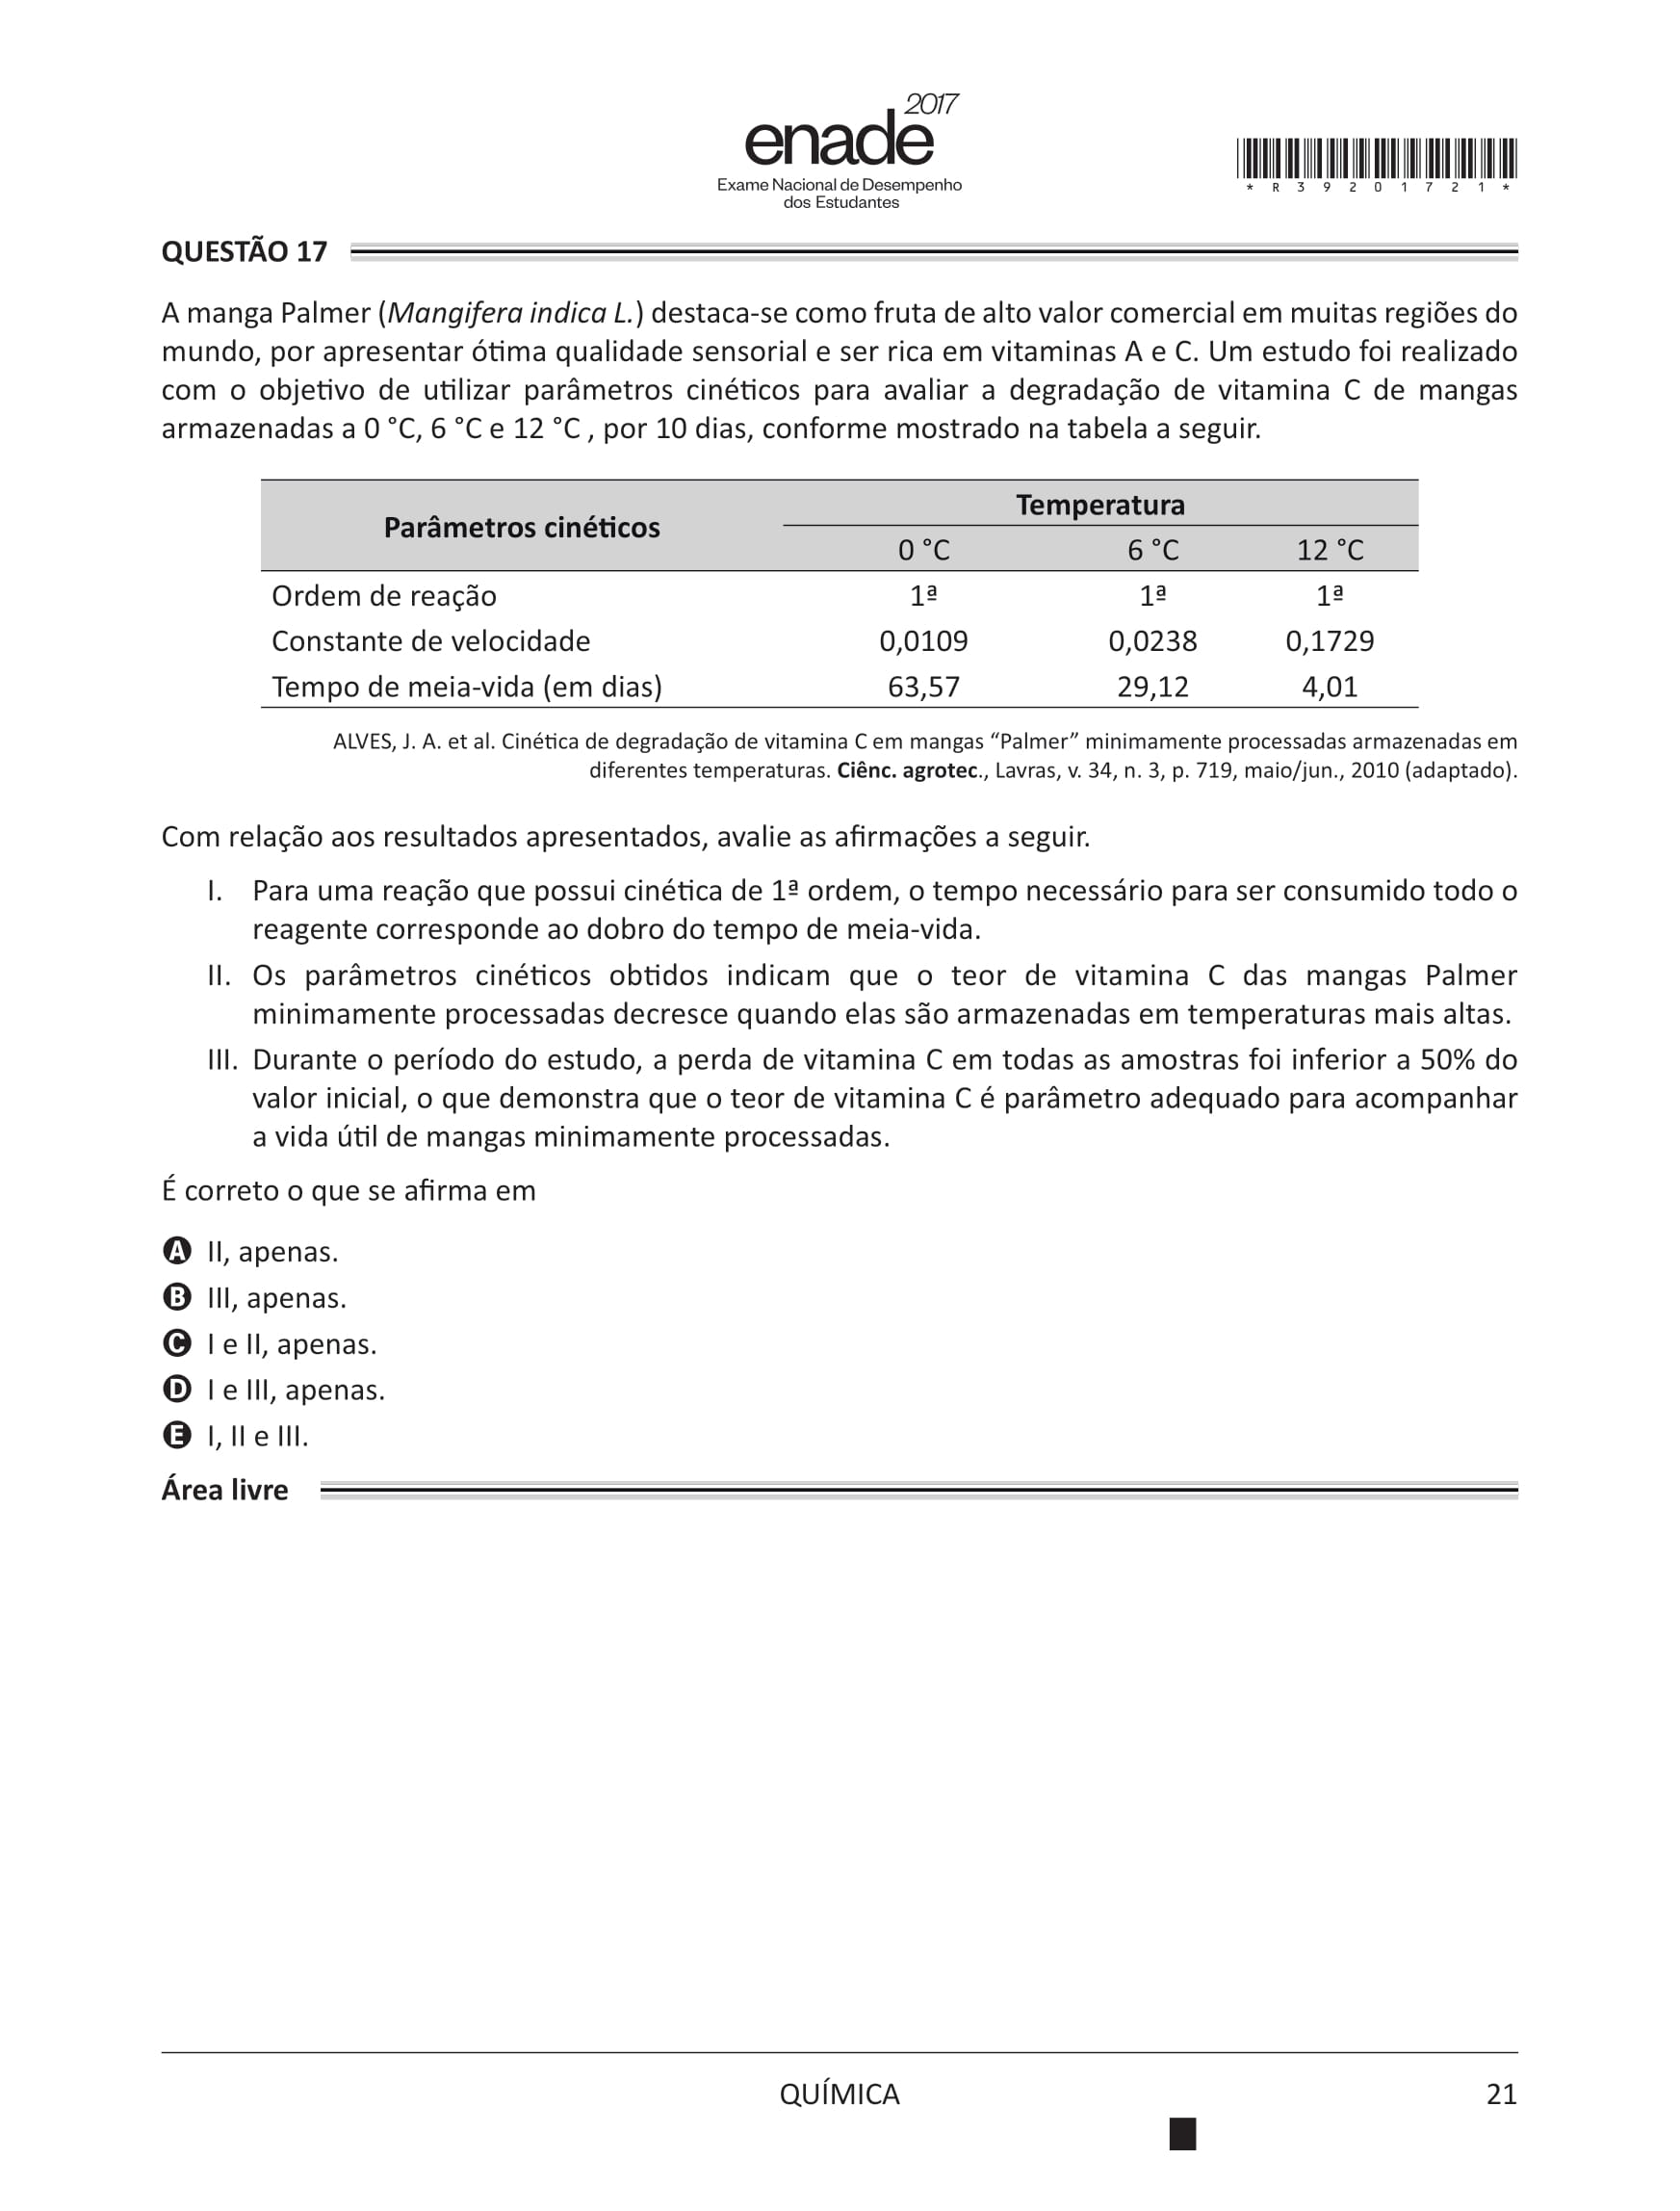 2017
enade
Exame Nacional de Desempenho
dos Estudantes
* R 3 9 2 0 1 7 2 1 *
QUESTÃO 17
A manga Palmer (Mangifera indica L.) destaca-se como fruta de alto valor comercial em muitas regiões do
mundo, por apresentar ótima qualidade sensorial e ser rica em vitaminas A e C. Um estudo foi realizado
com o objetivo de utilizar parâmetros cinéticos para avaliar a degradação de vitamina C de mangas
armazenadas a 0 °C, 6 °C e 12 °C , por 10 dias, conforme mostrado na tabela a seguir.
Parâmetros cinéticos
Temperatura
0 °C 6 °C 12 °C
Ordem de reação 1ª 1ª 1ª
Constante de velocidade 0,0109 0,0238 0,1729
Tempo de meia-vida (em dias) 63,57 29,12 4,01
ALVES, J. A. et al. Cinética de degradação de vitamina C em mangas “Palmer” minimamente processadas armazenadas em
diferentes temperaturas. Ciênc. agrotec., Lavras, v. 34, n. 3, p. 719, maio/jun., 2010 (adaptado).
Com relação aos resultados apresentados, avalie as afirmações a seguir.
I. Para uma reação que possui cinética de 1ª ordem, o tempo necessário para ser consumido todo o
reagente corresponde ao dobro do tempo de meia-vida.
II. Os parâmetros cinéticos obtidos indicam que o teor de vitamina C das mangas Palmer
minimamente processadas decresce quando elas são armazenadas em temperaturas mais altas.
III. Durante o período do estudo, a perda de vitamina C em todas as amostras foi inferior a 50% do
valor inicial, o que demonstra que o teor de vitamina C é parâmetro adequado para acompanhar
a vida útil de mangas minimamente processadas.
É correto o que se afirma em
A II, apenas.
B III, apenas.
C I e II, apenas.
D I e III, apenas.
E I, II e III.
Área livre
QUÍMICA
21